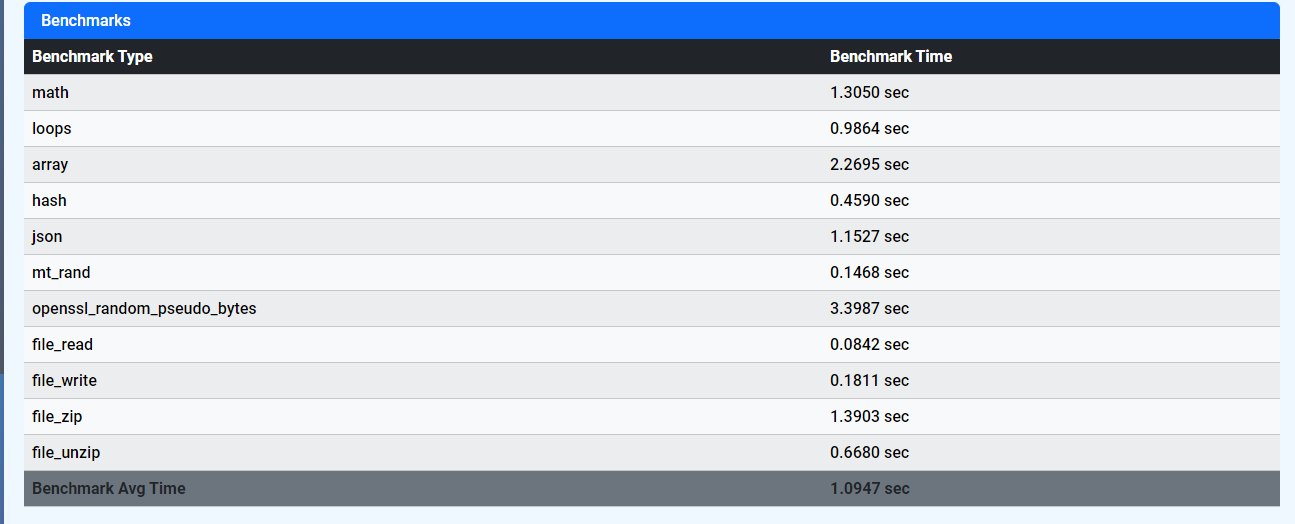 Benchmarks
Benchmark Type Benchmark Time
math 1.3050 sec
loops 0.9864 sec
array 2.2695 sec
hash 0.4590 sec
json 1.1527 sec
mt_rand 0.1468 sec
openssl_random_pseudo_bytes 3.3987 sec
file_read 0.0842 sec
file_write 0.1811 sec
file_zip 1.3903 sec
file_unzip 0.6680 sec
Benchmark Avg Time 1.0947 sec